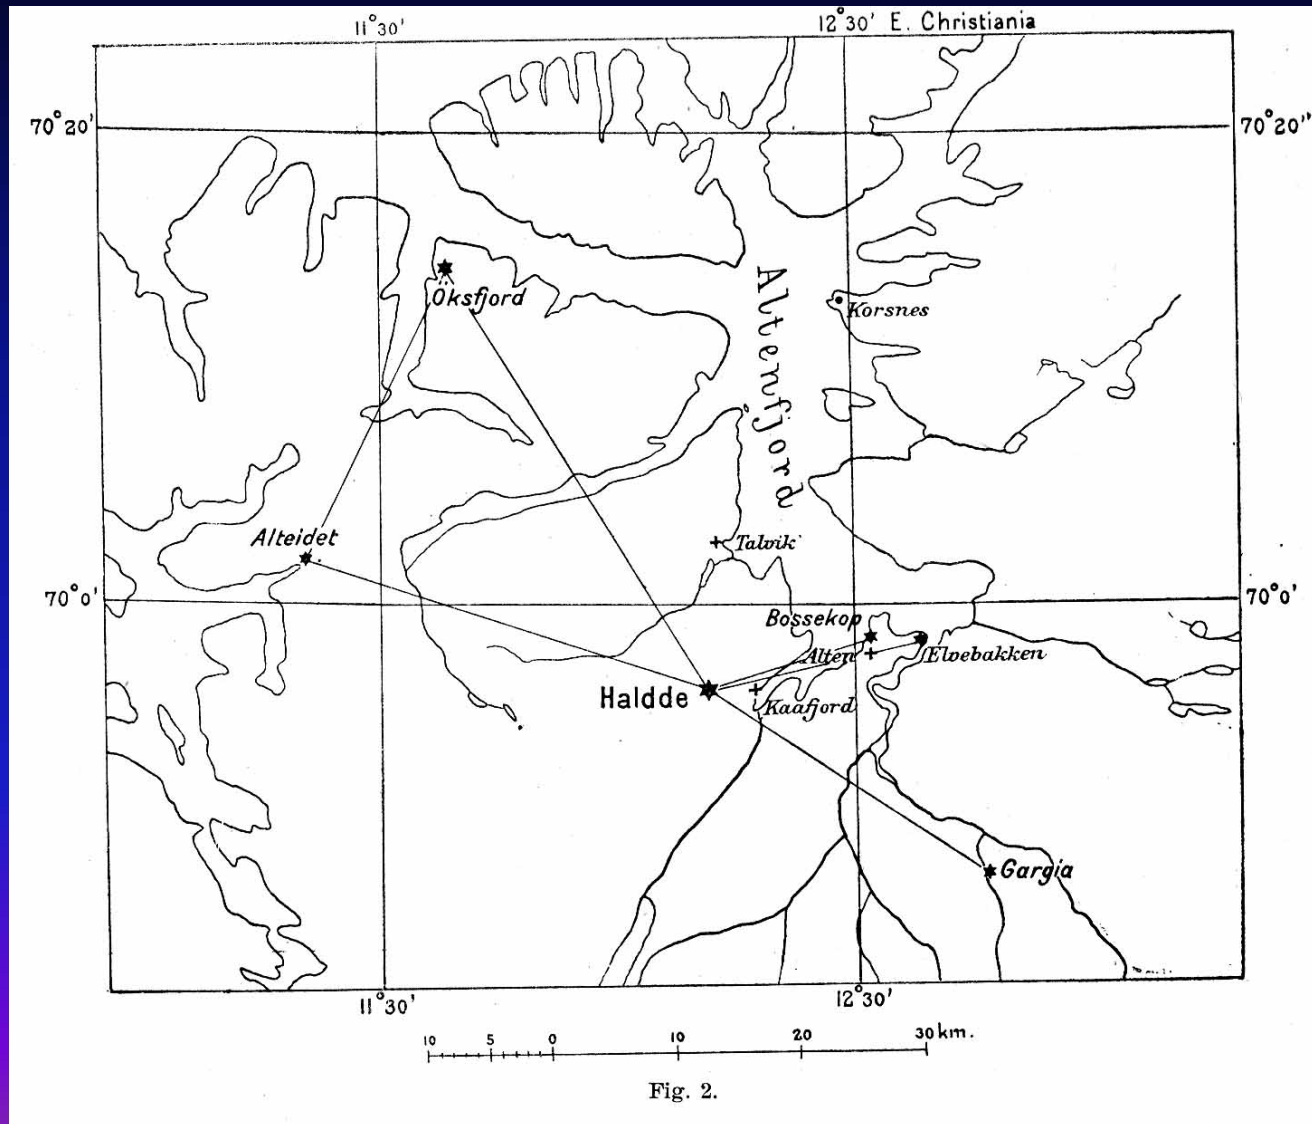 11°30' 12°30' E. Christiania
70°20' 70°20"
Öksfjord
Altenfjord
Korsnes
Alteidet
Talvik
70°0' 70°0'
Bossekop
Alten Elvebakken
Haldde Kaafjord
Gargia
11°30' 12°30'
10 5 0 10 20 30 km.
Fig. 2.